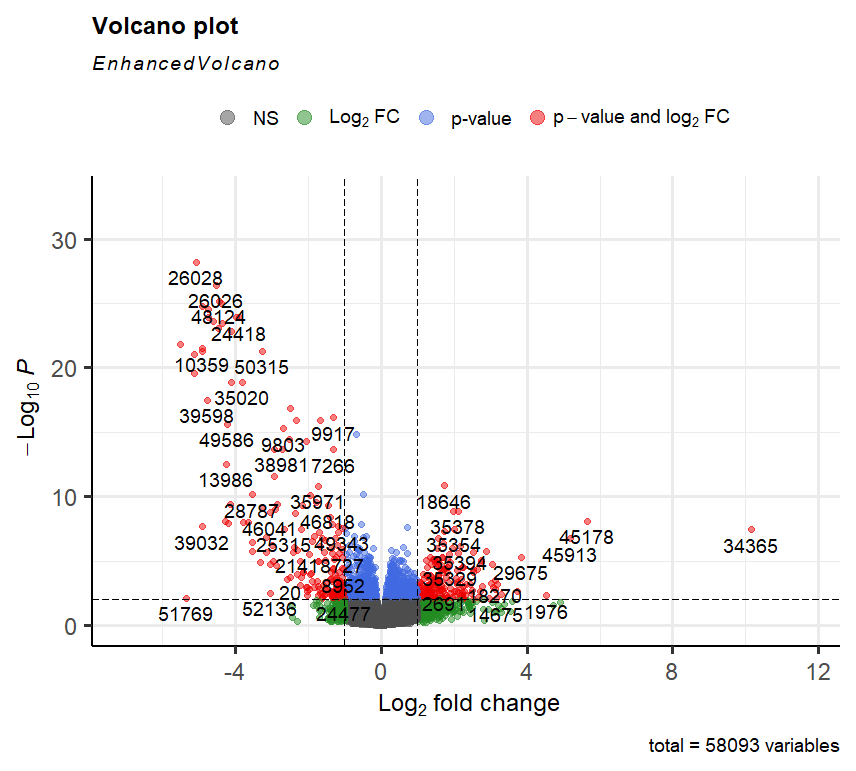 Volcano plot
EnhancedVolcano
NS Log2 FC p-value p − value and log2 FC
30
26028
26026
48124
24418
20
10359 50315
35020
39598
49586 9803 9917
38981 7266
13986
10
28787 35971 18646
46041 46818 35378
39032 25315 49343 35354 45178 34365
45913
21418727 35394
8952 35329 29675
20 2691 18270
52136 24477 14675 1976
51769
0
-4 0 4 8 12
Log2 fold change
−Log10 P
total = 58093 variables